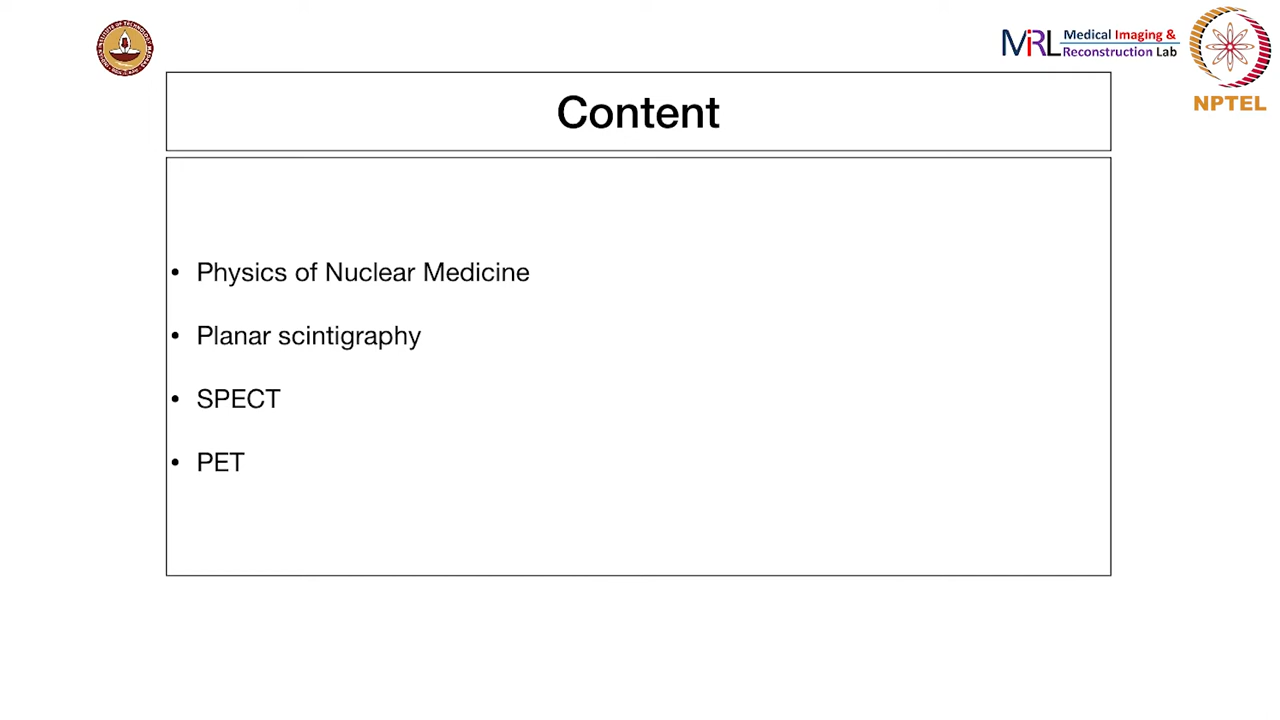 MiRL Medical Imaging &
Reconstruction Lab
NPTEL
Content
• Physics of Nuclear Medicine
• Planar scintigraphy
• SPECT
• PET